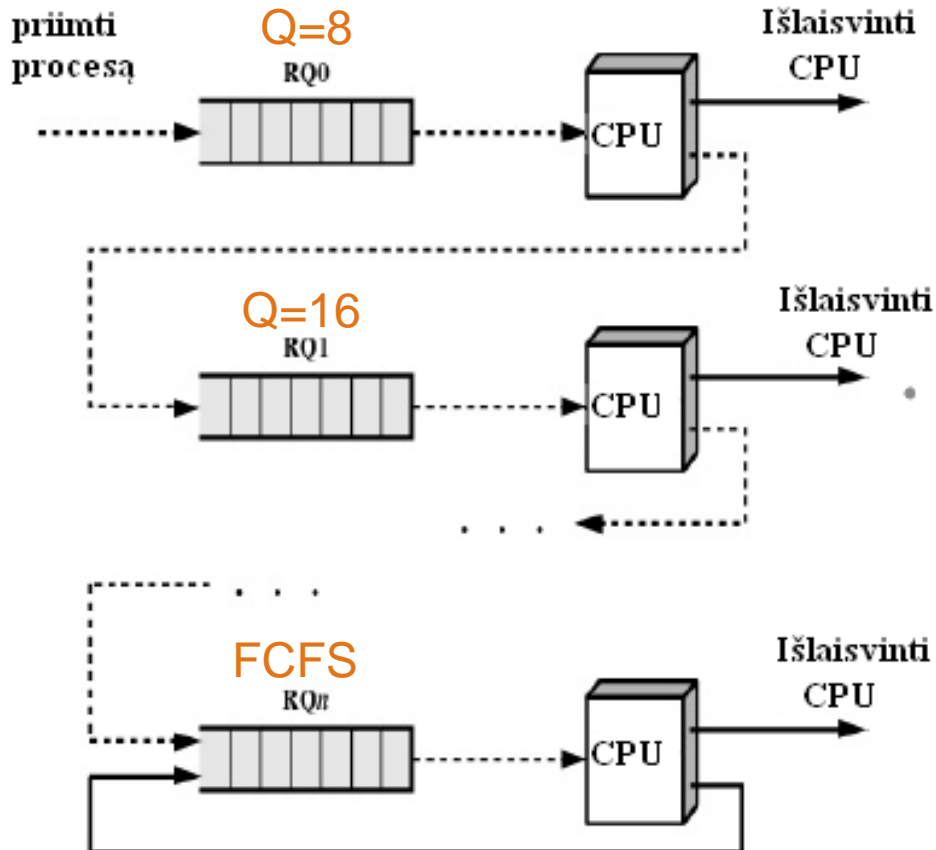 priimti
procesą
Q=8
RQ0
CPU
Išlaisvinti
CPU
Q=16
RQ1
CPU
Išlaisvinti
CPU
. . .
. . .
FCFS
RQn
CPU
Išlaisvinti
CPU